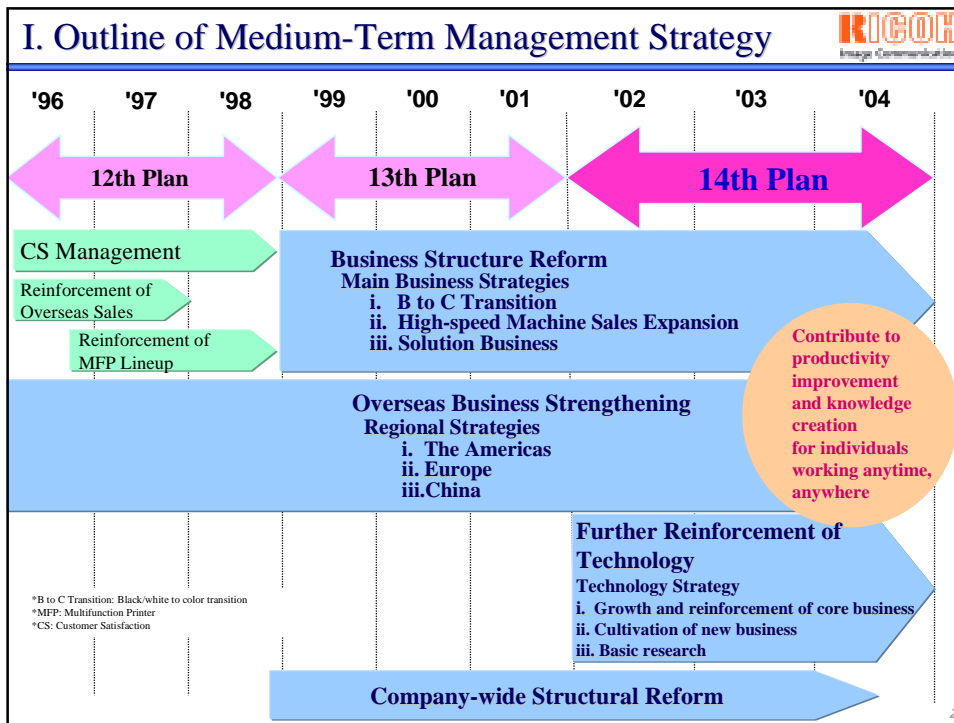 I. Outline of Medium-Term Management Strategy
RICOH
Image Communication
'96 '97 '98 '99 '00 '01 '02 '03 '04
12th Plan
13th Plan
14th Plan
CS Management
Reinforcement of
Overseas Sales
Reinforcement of
MFP Lineup
Business Structure Reform
Main Business Strategies
i. B to C Transition
ii. High-speed Machine Sales Expansion
iii. Solution Business
Contribute to
productivity
improvement
and knowledge
creation
for individuals
working anytime,
anywhere
Overseas Business Strengthening
Regional Strategies
i. The Americas
ii. Europe
iii.China
Further Reinforcement of
Technology
Technology Strategy
i. Growth and reinforcement of core business
ii. Cultivation of new business
iii. Basic research
*B to C Transition: Black/white to color transition
*MFP: Multifunction Printer
*CS: Customer Satisfaction
Company-wide Structural Reform
2